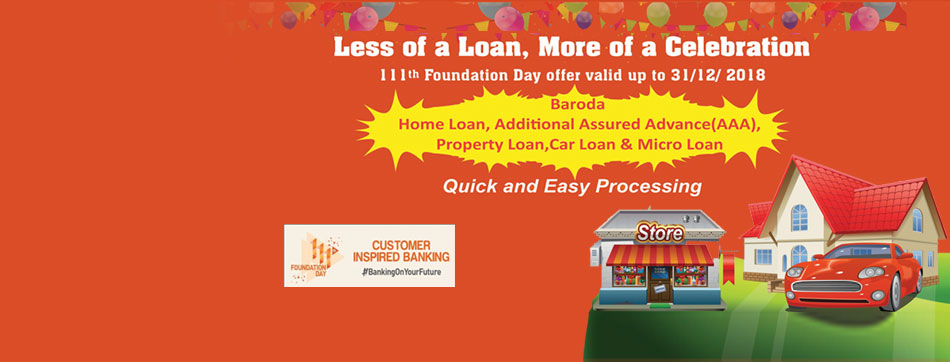 Less of a Loan, More of a Celebration
111th Foundation Day offer valid up to 31/12/ 2018
Baroda
Home Loan, Additional Assured Advance(AAA),
Property Loan,Car Loan & Micro Loan
Quick and Easy Processing
Store
111
FOUNDATION
DAY
CUSTOMER
INSPIRED BANKING
#BankingOnYourFuture